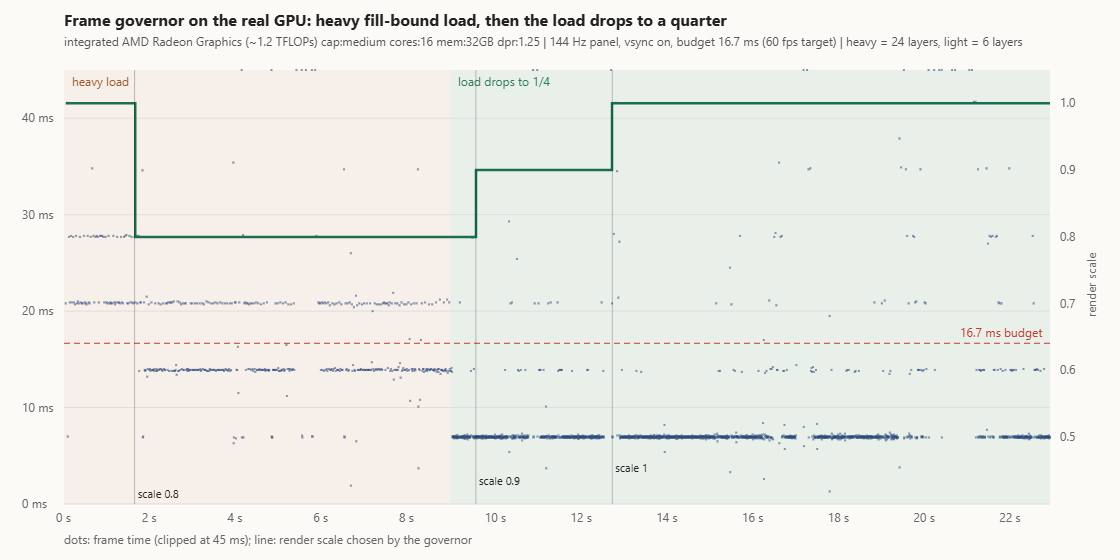 Frame governor on the real GPU: heavy fill-bound load, then the load drops to a quarter
integrated AMD Radeon Graphics (~1.2 TFLOPs) cap:medium cores:16 mem:32GB dpr:1.25 | 144 Hz panel, vsync on, budget 16.7 ms (60 fps target) | heavy = 24 layers, light = 6 layers
heavy load
load drops to 1/4
40 ms
30 ms
20 ms
10 ms
0 ms
1.0
0.9
0.8
0.7
0.6
0.5
render scale
16.7 ms budget
scale 0.8
scale 0.9
scale 1
0 s
2 s
4 s
6 s
8 s
10 s
12 s
14 s
16 s
18 s
20 s
22 s
dots: frame time (clipped at 45 ms); line: render scale chosen by the governor